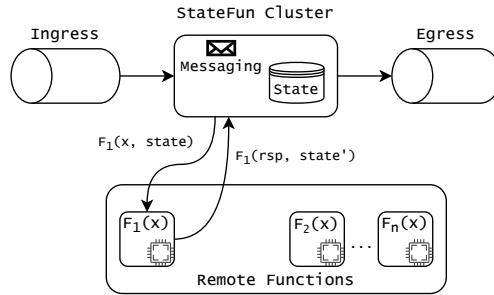 StateFun Cluster
Ingress
Egress
Messaging
State
F₁(x, state)
F₁(rsp, state')
F₁(x)
F₂(x)
...
Fₙ(x)
Remote Functions